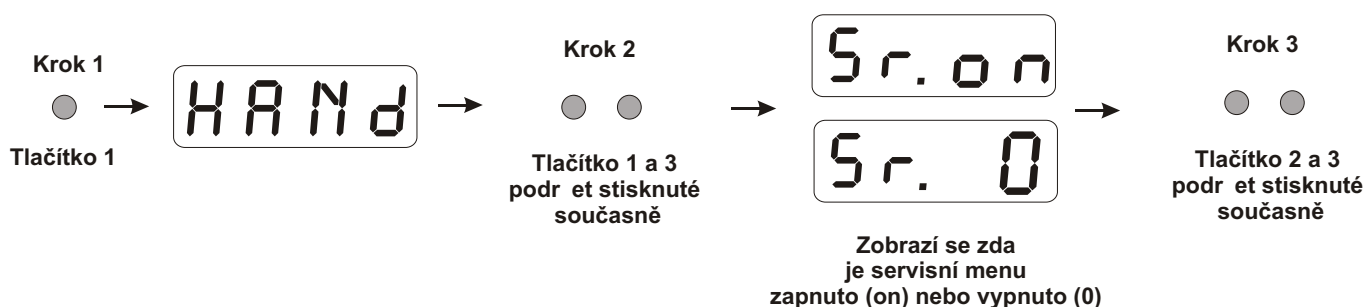 Krok 1
Tlačítko 1
HANd
Krok 2
Tlačítko 1 a 3
podr et stisknuté
současně
Sr.on
Sr. 0
Zobrazí se zda
je servisní menu
zapnuto (on) nebo vypnuto (0)
Krok 3
Tlačítko 2 a 3
podr et stisknuté
současně